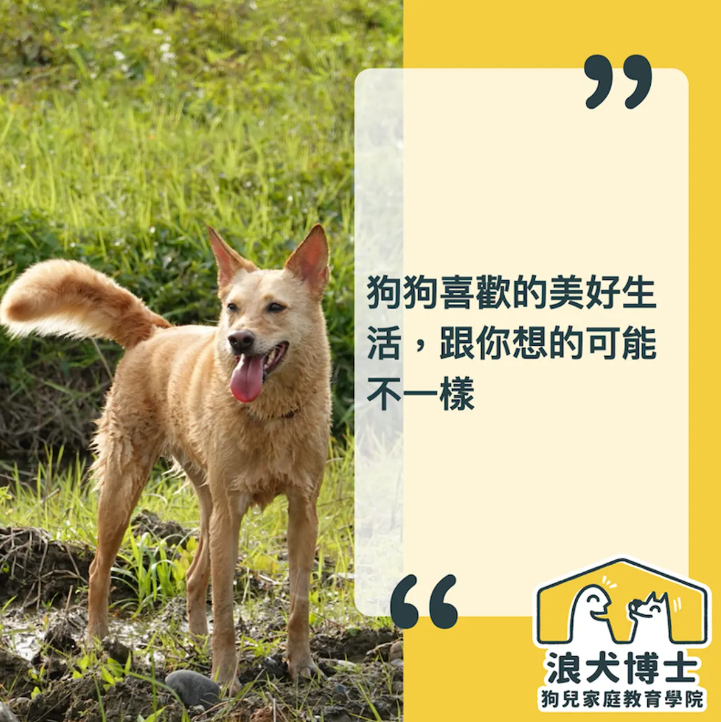 狗狗喜歡的美好生
活，跟你想的可能
不一樣
浪犬博士
狗兒家庭教育學院